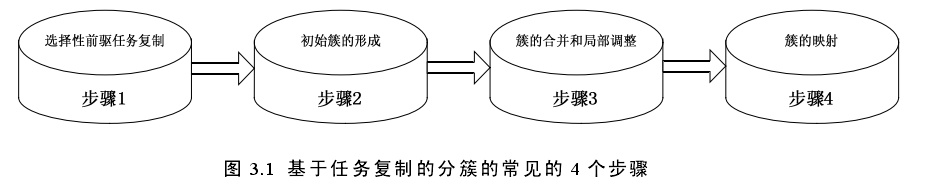 选择性前驱任务复制
步骤1
初始簇的形成
步骤2
簇的合并和局部调整
步骤3
簇的映射
步骤4
图 3.1 基于任务复制的分簇的常见的 4 个步骤